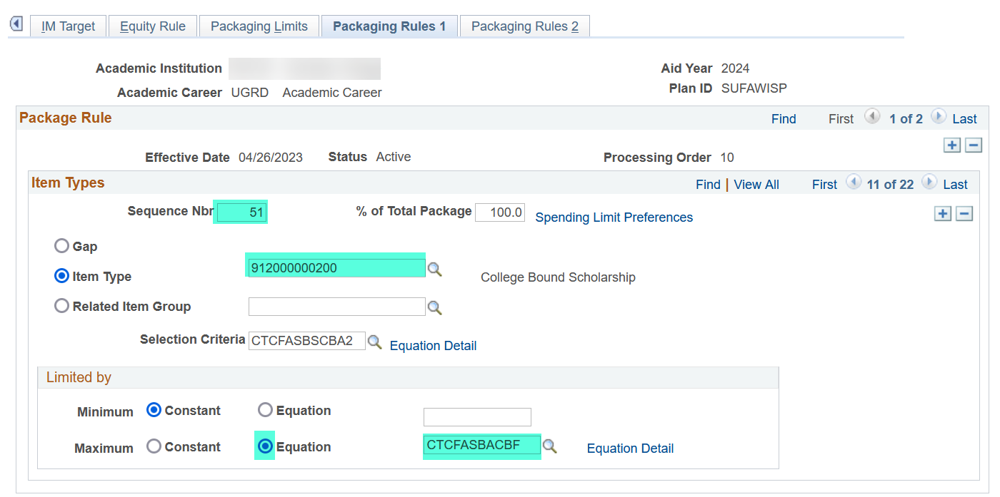 IM Target Equity Rule Packaging Limits Packaging Rules 1 Packaging Rules 2
Academic Institution Aid Year 2024
Academic Career UGRD Academic Career Plan ID SUFAWISP
Package Rule Find First 1 of 2 Last
Effective Date 04/26/2023 Status Active Processing Order 10
Item Types Find | View All First 11 of 22 Last
Sequence Nbr 51 % of Total Package 100.0 Spending Limit Preferences
Gap
Item Type 912000000200 College Bound Scholarship
Related Item Group
Selection Criteria CTCFASBSCBA2 Equation Detail
Limited by
Minimum Constant Equation
Maximum Constant Equation CTCFASBACBF Equation Detail